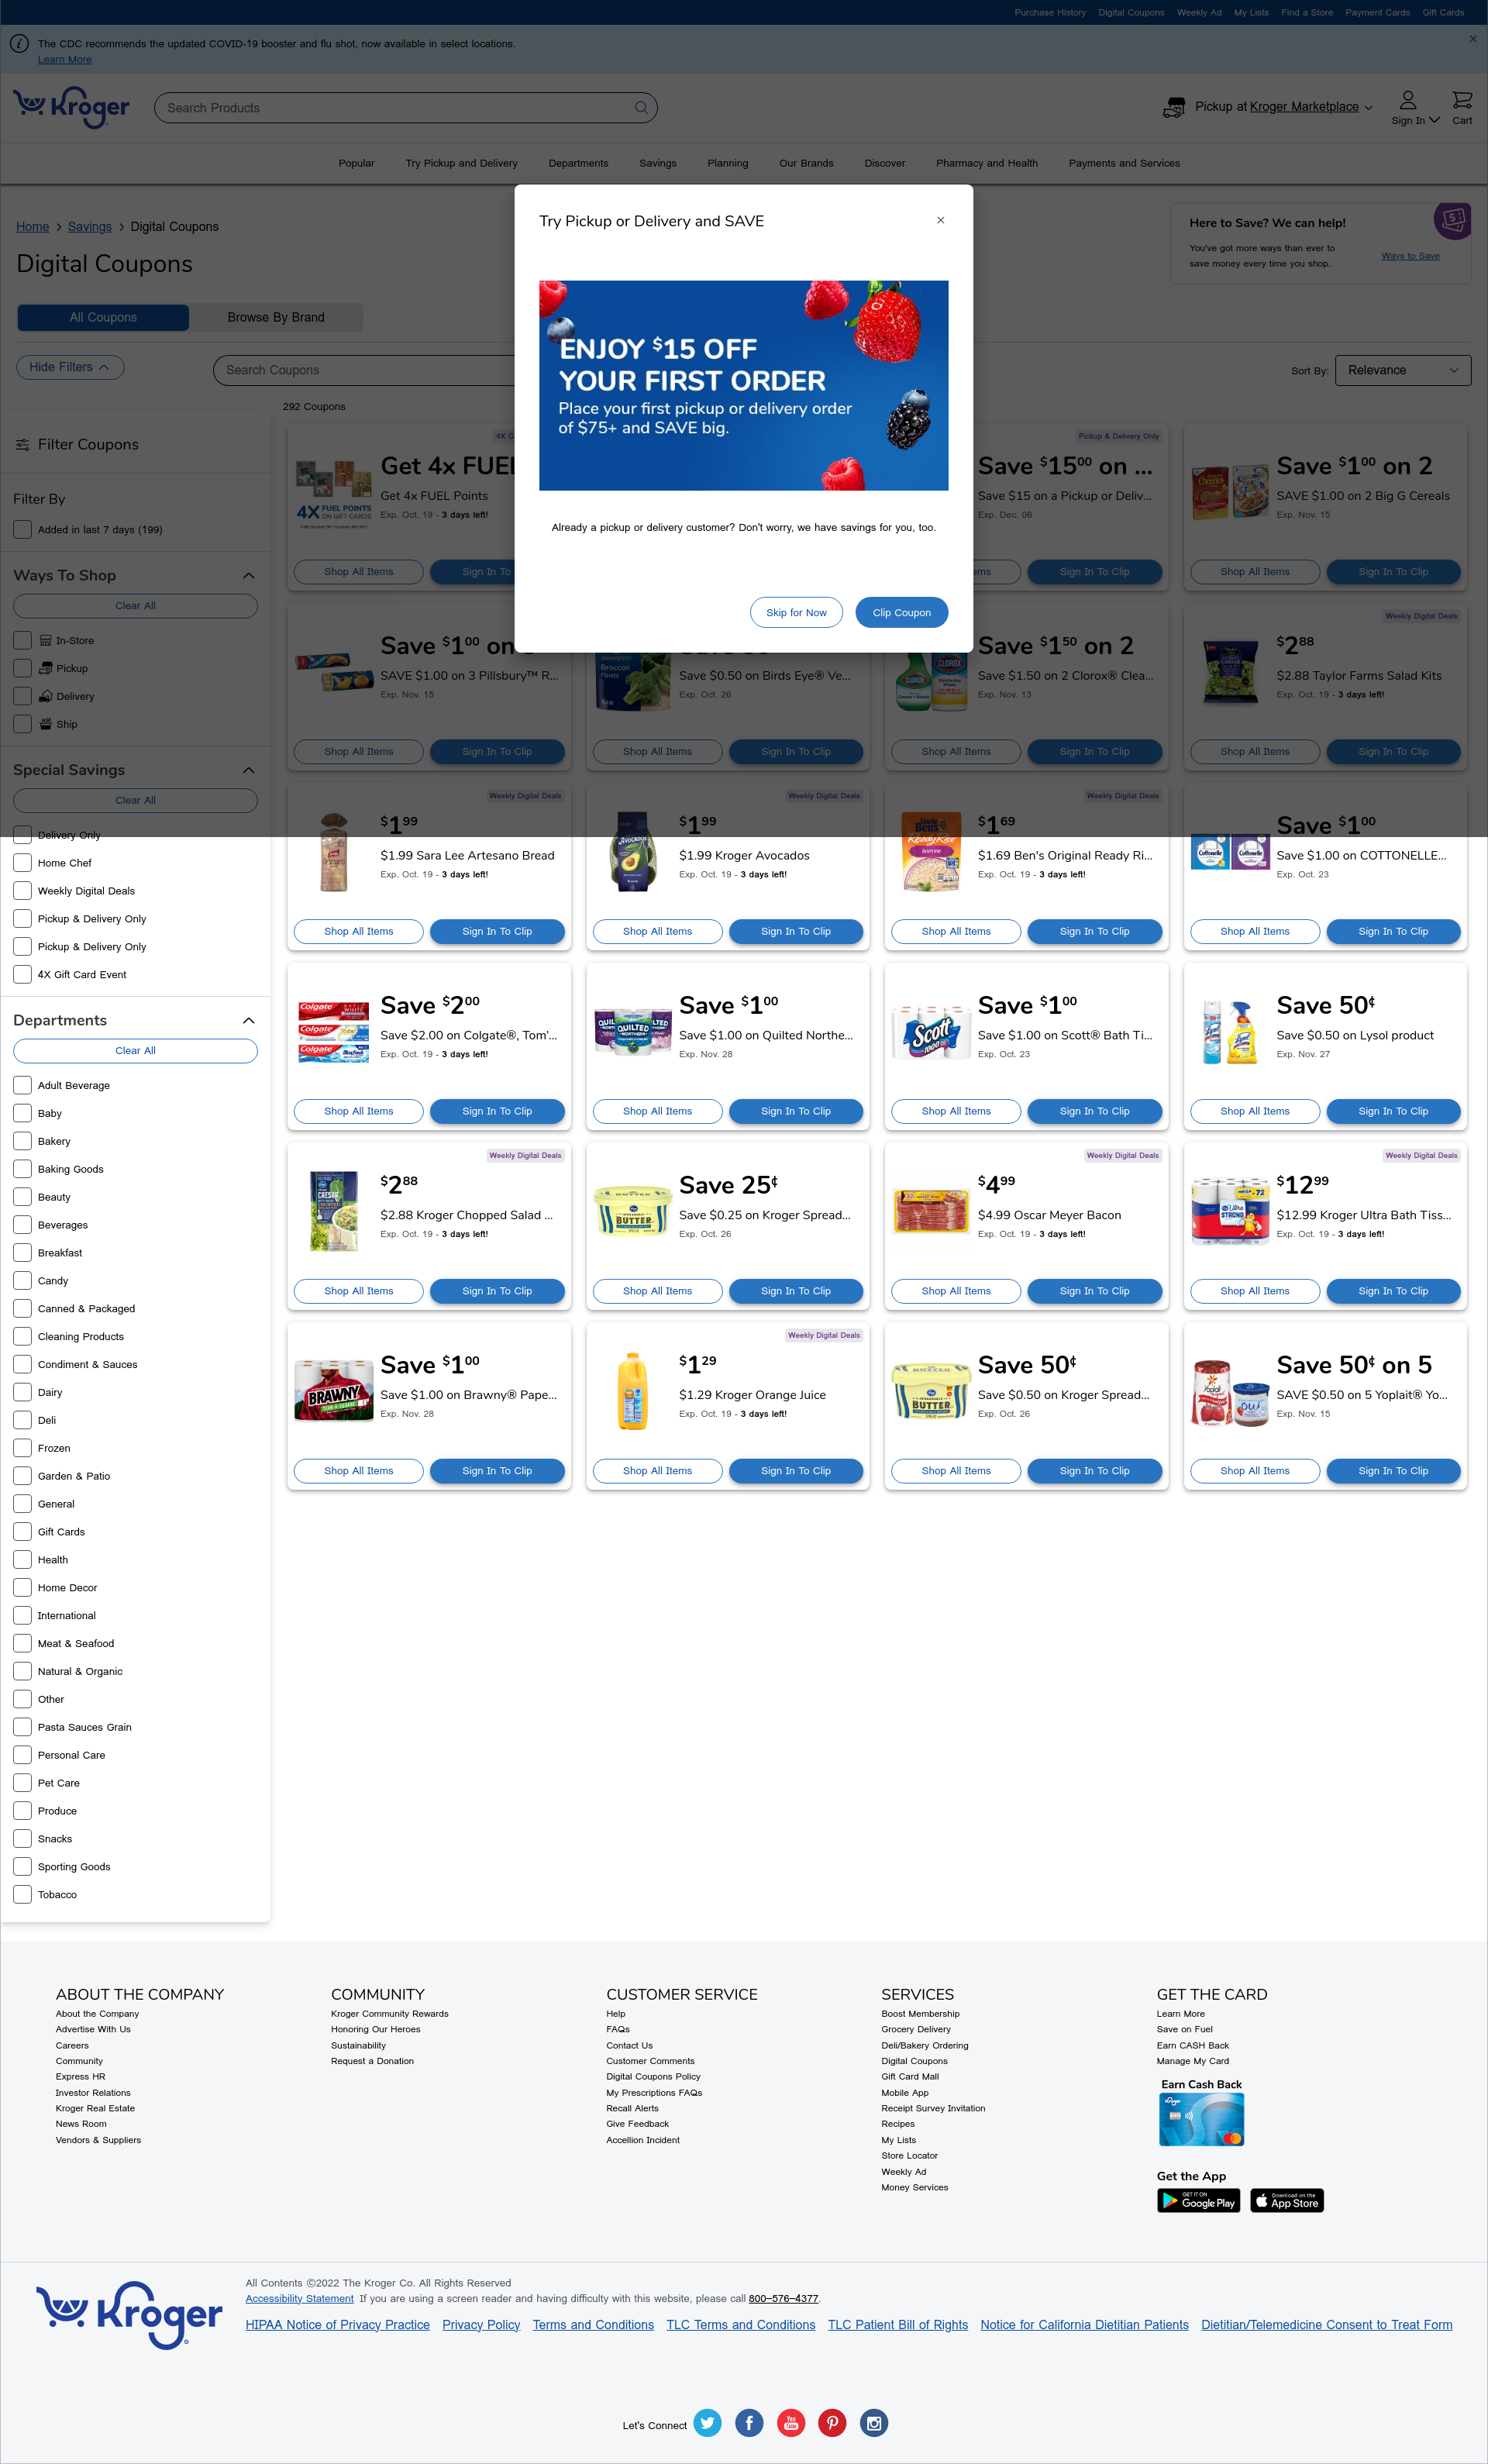 Purchase History Digital Coupons Weekly Ad My Lists Find a Store Payment Cards Gift Cards
The CDC recommends the updated COVID-19 booster and flu shot, now available in select locations.
Learn More
Kroger
Search Products
Pickup at Kroger Marketplace
Sign In
Cart
Popular Try Pickup and Delivery Departments Savings Planning Our Brands Discover Pharmacy and Health Payments and Services
Try Pickup or Delivery and SAVE
ENJOY $15 OFF
YOUR FIRST ORDER
Place your first pickup or delivery order
of $75+ and SAVE big.
Already a pickup or delivery customer? Don't worry, we have savings for you, too.
Skip for Now
Clip Coupon
Home Savings Digital Coupons
Digital Coupons
Here to Save? We can help!
You've got more ways than ever to
save money every time you shop.
Ways to Save
All Coupons
Browse By Brand
Hide Filters
Search Coupons
Sort By: Relevance
292 Coupons
Filter Coupons
Filter By
Added in last 7 days (199)
Ways To Shop
Clear All
In-Store
Pickup
Delivery
Ship
Special Savings
Clear All
Delivery Only
Home Chef
Weekly Digital Deals
Pickup & Delivery Only
Pickup & Delivery Only
4X Gift Card Event
Departments
Clear All
Adult Beverage
Baby
Bakery
Baking Goods
Beauty
Beverages
Breakfast
Candy
Canned & Packaged
Cleaning Products
Condiment & Sauces
Dairy
Deli
Frozen
Garden & Patio
General
Gift Cards
Health
Home Decor
International
Meat & Seafood
Natural & Organic
Other
Pasta Sauces Grain
Personal Care
Pet Care
Produce
Snacks
Sporting Goods
Tobacco
4X
Get 4x FUEL
Get 4x FUEL Points
Exp. Oct. 19 - 3 days left!
4X FUEL POINTS
ON GIFT CARDS
Shop All Items
Sign In To
Pickup & Delivery Only
Save $15 00 on ...
Save $15 on a Pickup or Deliv...
Exp. Dec. 06
Sign In To Clip
Save $1 00 on 2
SAVE $1.00 on 2 Big G Cereals
Exp. Nov. 15
Shop All Items
Sign In To Clip
Save $1 00 on
SAVE $1.00 on 3 Pillsbury™ R...
Exp. Nov. 15
Shop All Items
Sign In To Clip
Broccoli
Florets
Save $0.50 on Birds Eye® Ve...
Exp. Oct. 26
Shop All Items
Sign In To Clip
CLOROX
CLOROX
Save $1 50 on 2
Save $1.50 on 2 Clorox® Clea...
Exp. Nov. 13
Shop All Items
Sign In To Clip
Weekly Digital Deals
$2 88
$2.88 Taylor Farms Salad Kits
Exp. Oct. 19 - 3 days left!
Shop All Items
Sign In To Clip
Weekly Digital Deals
$1 99
$1.99 Sara Lee Artesano Bread
Exp. Oct. 19 - 3 days left!
Shop All Items
Sign In To Clip
Weekly Digital Deals
$1 99
$1.99 Kroger Avocados
Exp. Oct. 19 - 3 days left!
Shop All Items
Sign In To Clip
Weekly Digital Deals
Uncle
Ben's
Ready Rice
Jasmine
$1 69
$1.69 Ben's Original Ready Ri...
Exp. Oct. 19 - 3 days left!
Shop All Items
Sign In To Clip
Cottonelle
Cottonelle
Save $1 00
Save $1.00 on COTTONELLE...
Exp. Oct. 23
Shop All Items
Sign In To Clip
Colgate
Colgate
Colgate
Save $2 00
Save $2.00 on Colgate®, Tom'...
Exp. Oct. 19 - 3 days left!
Shop All Items
Sign In To Clip
QUILTED
NORTHERN
Save $1 00
Save $1.00 on Quilted Northe...
Exp. Nov. 28
Shop All Items
Sign In To Clip
Scott
1000
Save $1 00
Save $1.00 on Scott® Bath Ti...
Exp. Oct. 23
Shop All Items
Sign In To Clip
Lysol
Save 50¢
Save $0.50 on Lysol product
Exp. Nov. 27
Shop All Items
Sign In To Clip
Weekly Digital Deals
CAESAR
$2 88
$2.88 Kroger Chopped Salad ...
Exp. Oct. 19 - 3 days left!
Shop All Items
Sign In To Clip
BUTTER
Save 25¢
Save $0.25 on Kroger Spread...
Exp. Oct. 26
Shop All Items
Sign In To Clip
Weekly Digital Deals
$4 99
$4.99 Oscar Meyer Bacon
Exp. Oct. 19 - 3 days left!
Shop All Items
Sign In To Clip
Weekly Digital Deals
Ultra
STRONG
$12 99
$12.99 Kroger Ultra Bath Tiss...
Exp. Oct. 19 - 3 days left!
Shop All Items
Sign In To Clip
BRAWNY
Save $1 00
Save $1.00 on Brawny® Pape...
Exp. Nov. 28
Shop All Items
Sign In To Clip
Weekly Digital Deals
$1 29
$1.29 Kroger Orange Juice
Exp. Oct. 19 - 3 days left!
Shop All Items
Sign In To Clip
BUTTER
Save 50¢
Save $0.50 on Kroger Spread...
Exp. Oct. 26
Shop All Items
Sign In To Clip
Yoplait
Oui
Save 50¢ on 5
SAVE $0.50 on 5 Yoplait® Yo...
Exp. Nov. 15
Shop All Items
Sign In To Clip
ABOUT THE COMPANY
About the Company
Advertise With Us
Careers
Community
Express HR
Investor Relations
Kroger Real Estate
News Room
Vendors & Suppliers
COMMUNITY
Kroger Community Rewards
Honoring Our Heroes
Sustainability
Request a Donation
CUSTOMER SERVICE
Help
FAQs
Contact Us
Customer Comments
Digital Coupons Policy
My Prescriptions FAQs
Recall Alerts
Give Feedback
Accellion Incident
SERVICES
Boost Membership
Grocery Delivery
Deli/Bakery Ordering
Digital Coupons
Gift Card Mall
Mobile App
Receipt Survey Invitation
Recipes
My Lists
Store Locator
Weekly Ad
Money Services
GET THE CARD
Learn More
Save on Fuel
Earn CASH Back
Manage My Card
Earn Cash Back
Kroger
Get the App
GET IT ON
Google Play
Download on the
App Store
Kroger
All Contents ©2022 The Kroger Co. All Rights Reserved
Accessibility Statement If you are using a screen reader and having difficulty with this website, please call 800-576-4377.
HIPAA Notice of Privacy Practice Privacy Policy Terms and Conditions TLC Terms and Conditions TLC Patient Bill of Rights Notice for California Dietitian Patients Dietitian/Telemedicine Consent to Treat Form
Let's Connect
You
Tube